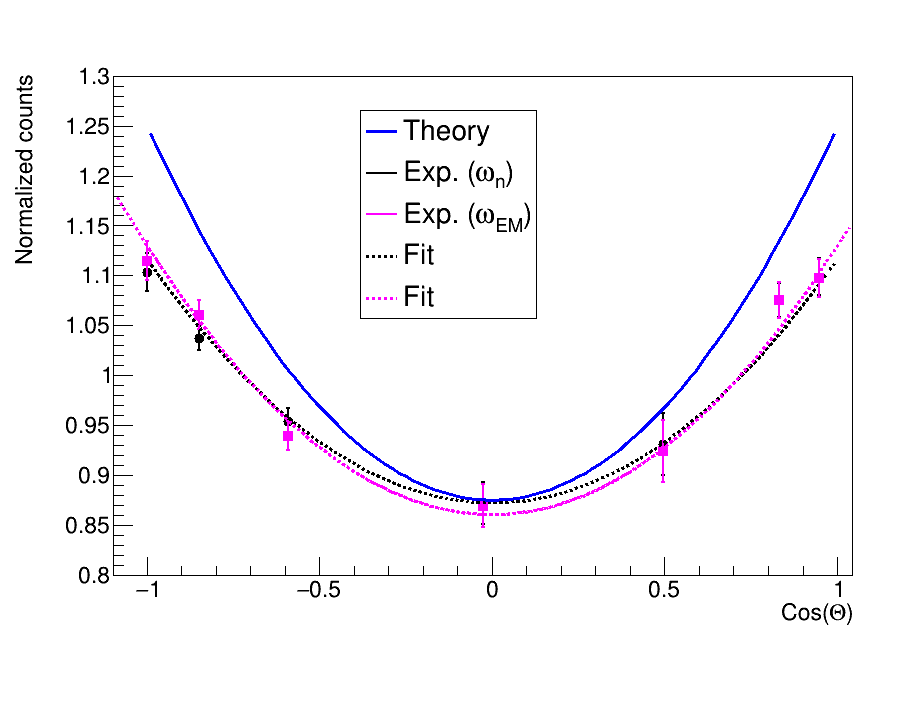 Normalized counts
1.3
1.25
1.2
1.15
1.1
1.05
1
0.95
0.9
0.85
0.8
Theory
Exp. (ωn)
Exp. (ωEM)
Fit
Fit
−1 −0.5 0 0.5 1
Cos(Θ)